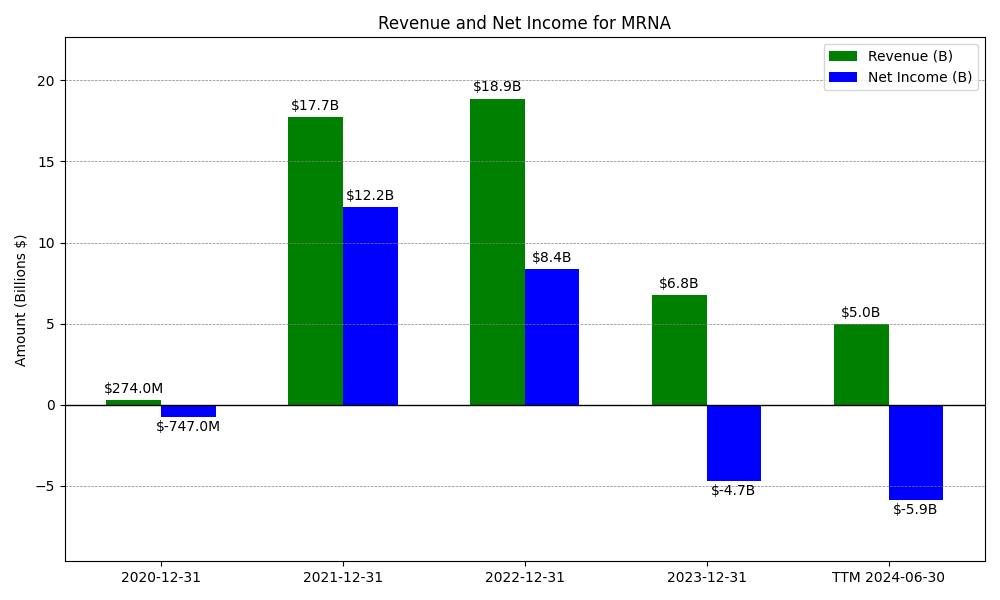 Revenue and Net Income for MRNA
Revenue (B)
Net Income (B)
Amount (Billions $)
20
15
10
5
0
−5
$274.0M
$-747.0M
$17.7B
$12.2B
$18.9B
$8.4B
$6.8B
$-4.7B
$5.0B
$-5.9B
2020-12-31
2021-12-31
2022-12-31
2023-12-31
TTM 2024-06-30